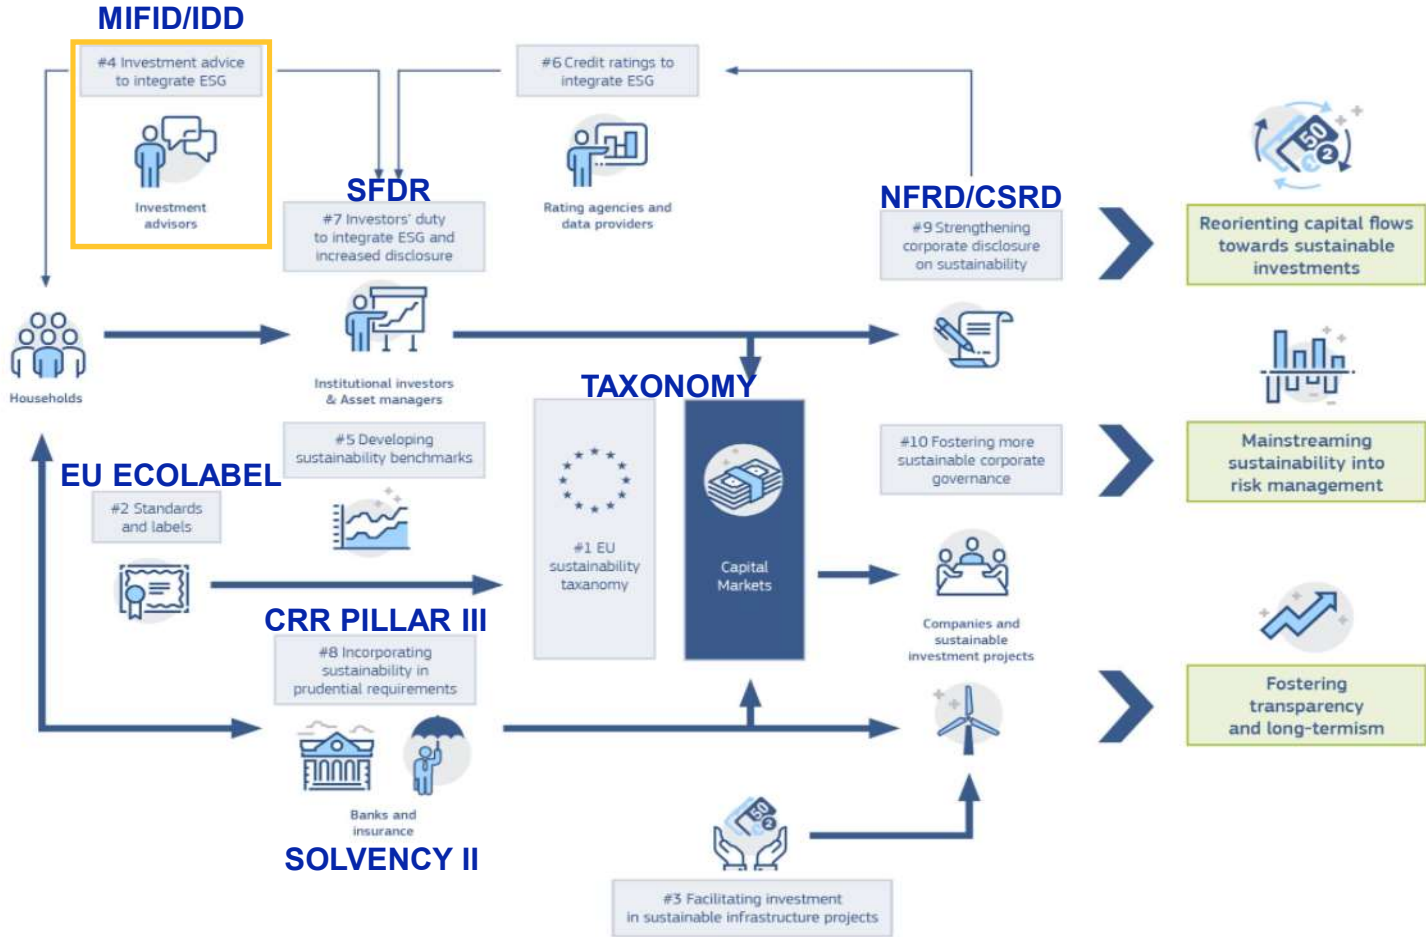 MIFID/IDD
#4 Investment advice
to integrate ESG
Investment
advisors
#6 Credit ratings to
integrate ESG
Rating agencies and
data providers
SFDR
#7 Investors' duty
to integrate ESG and
increased disclosure
Institutional investors
& Asset managers
NFRD/CSRD
#9 Strengthening
corporate disclosure
on sustainability
50
2
Reorienting capital flows
towards sustainable
investments
Households
TAXONOMY
#5 Developing
sustainability benchmarks
EU ECOLABEL
#2 Standards
and labels
#1 EU
sustainability
taxanomy
Capital
Markets
#10 Fostering more
sustainable corporate
governance
Mainstreaming
sustainability into
risk management
Companies and
sustainable
investment projects
CRR PILLAR III
#8 Incorporating
sustainability in
prudential requirements
Banks and
insurance
SOLVENCY II
Fostering
transparency
and long-termism
50
2
#3 Facilitating investment
in sustainable infrastructure projects